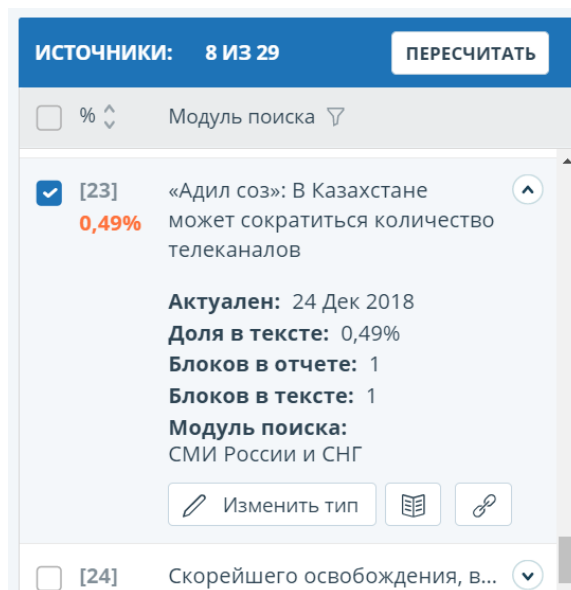 ИСТОЧНИКИ: 8 ИЗ 29 ПЕРЕСЧИТАТЬ
% Модуль поиска
[23] «Адил соз»: В Казахстане
0,49% может сократиться количество
телеканалов
Актуален: 24 Дек 2018
Доля в тексте: 0,49%
Блоков в отчете: 1
Блоков в тексте: 1
Модуль поиска:
СМИ России и СНГ
Изменить тип
[24] Скорейшего освобождения, в...